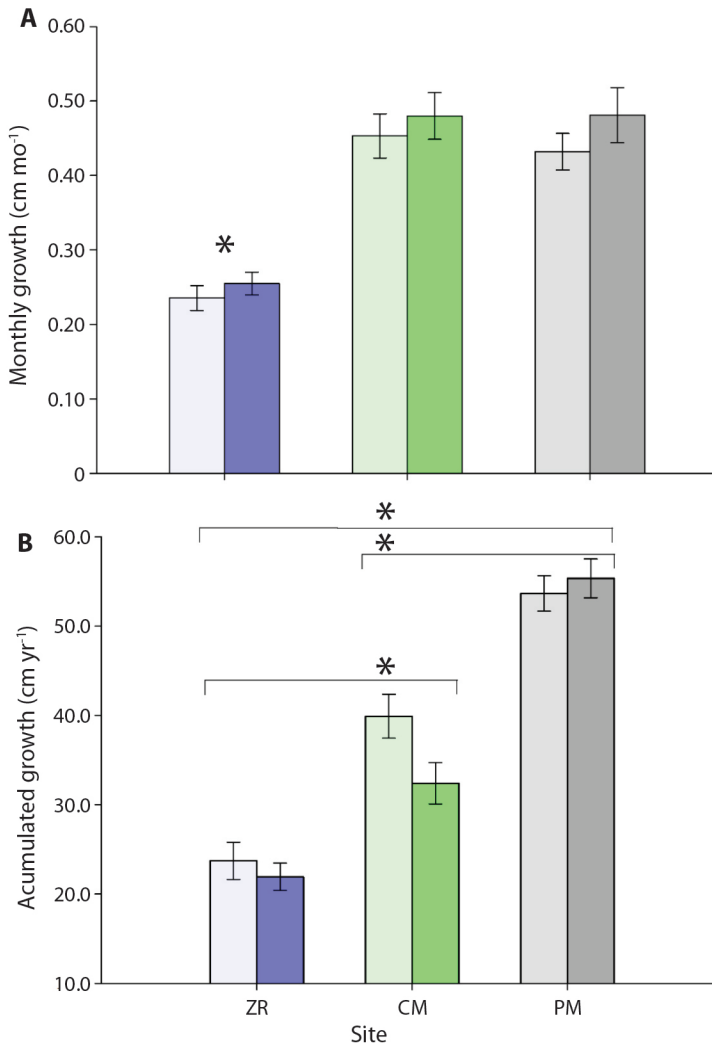 A
0.60
0.50
0.40
0.30
0.20
0.10
0
Monthly growth (cm mo-1)
*
B
60.0
50.0
40.0
30.0
20.0
10.0
Acumulated growth (cm yr-1)
*
*
*
ZR CM PM
Site